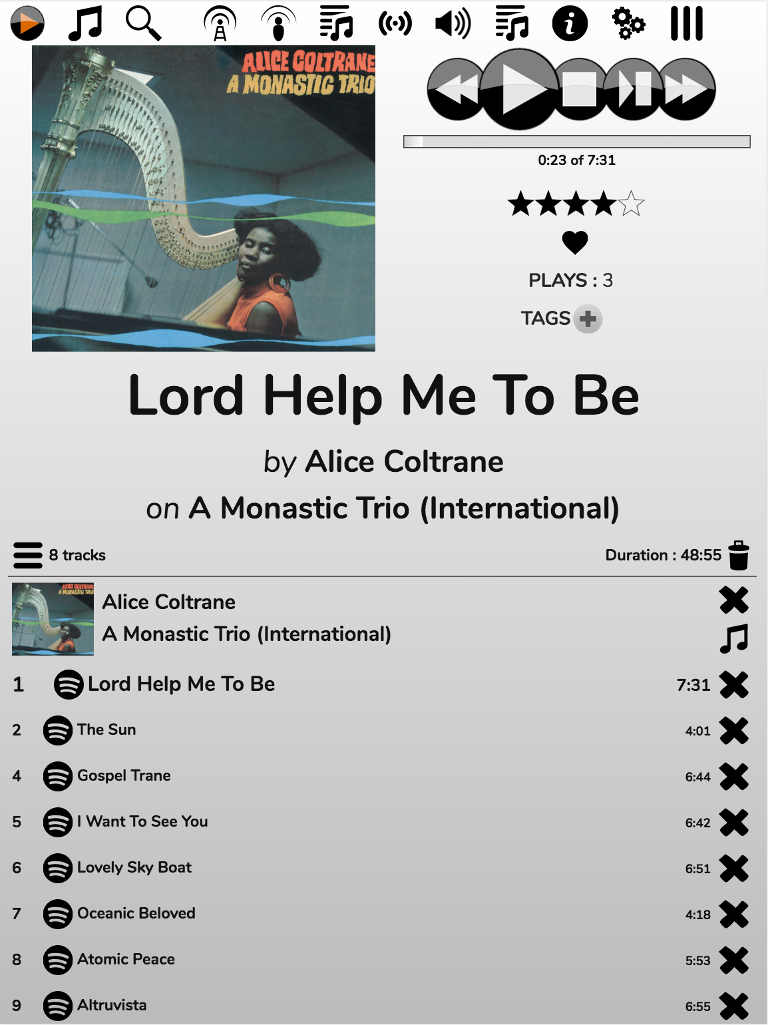 ALICE COLTRANE
A MONASTIC TRIO
0:23 of 7:31
PLAYS : 3
TAGS
Lord Help Me To Be
by Alice Coltrane
on A Monastic Trio (International)
8 tracks
Duration : 48:55
ALICE COLTRANE
A MONASTIC TRIO
Alice Coltrane
A Monastic Trio (International)
1 Lord Help Me To Be 7:31
2 The Sun 4:01
4 Gospel Trane 6:44
5 I Want To See You 6:42
6 Lovely Sky Boat 6:51
7 Oceanic Beloved 4:18
8 Atomic Peace 5:53
9 Altruvista 6:55